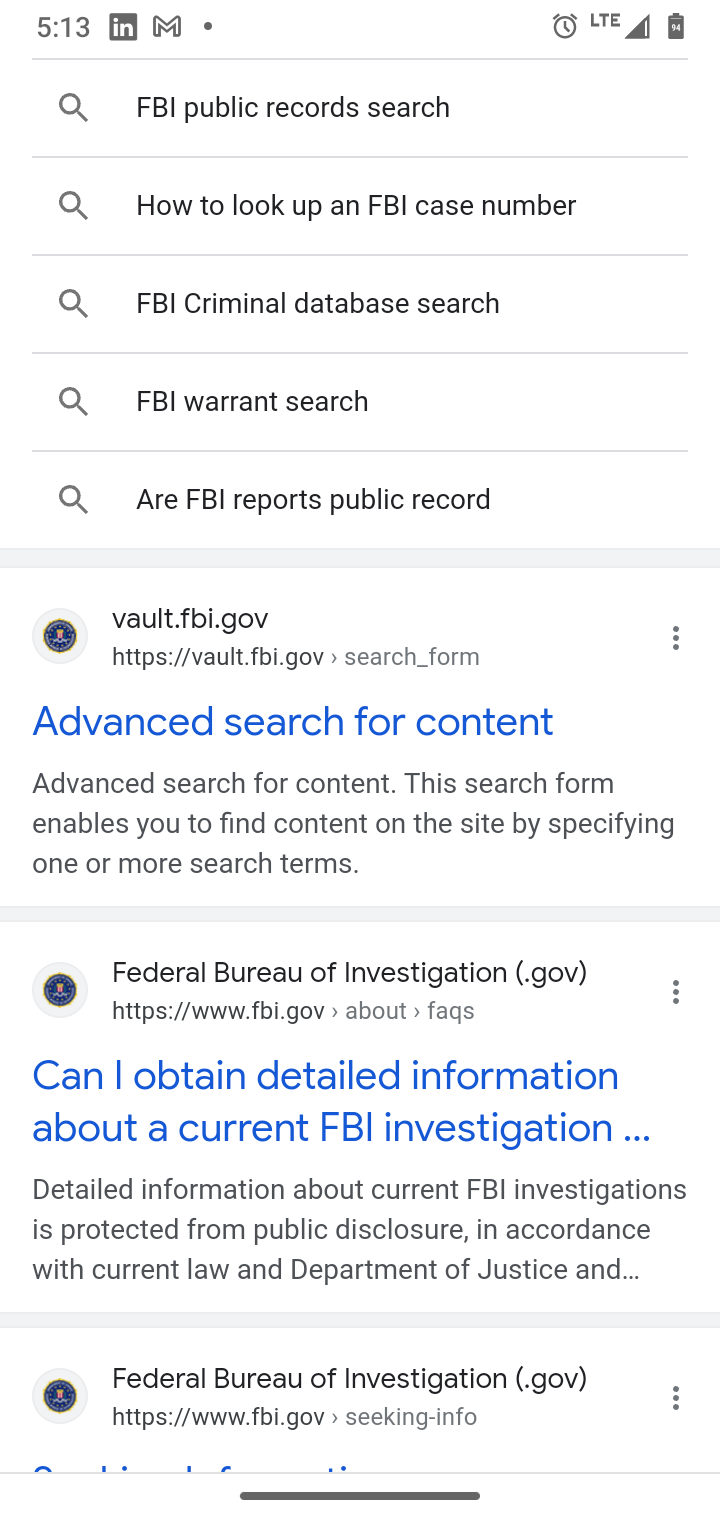 5:13
LTE
94
FBI public records search
How to look up an FBI case number
FBI Criminal database search
FBI warrant search
Are FBI reports public record
vault.fbi.gov
https://vault.fbi.gov › search_form
Advanced search for content
Advanced search for content. This search form
enables you to find content on the site by specifying
one or more search terms.
Federal Bureau of Investigation (.gov)
https://www.fbi.gov › about › faqs
Can I obtain detailed information
about a current FBI investigation ...
Detailed information about current FBI investigations
is protected from public disclosure, in accordance
with current law and Department of Justice and...
Federal Bureau of Investigation (.gov)
https://www.fbi.gov › seeking-info